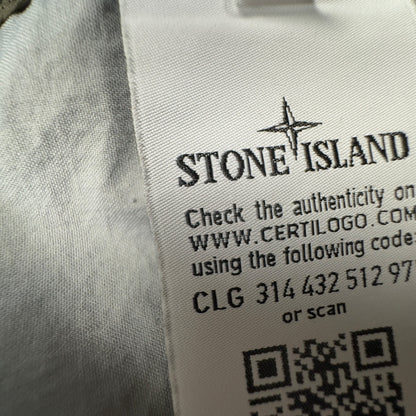 STONE ISLAND
Check the authenticity on
WWW.CERTILOGO.COM
using the following code:
CLG 314 432 512 97
or scan